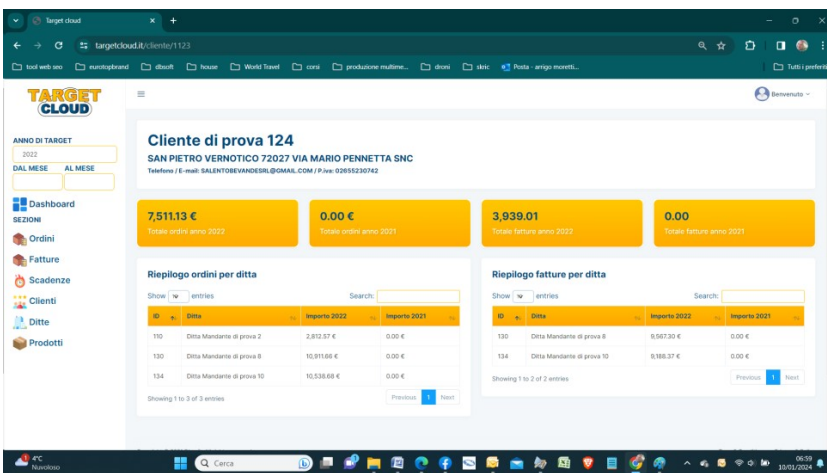 Target cloud
targetcloud.it/cliente/1123
tool web seo eurotopbrand dbsoft house World Travel corsi produzione multime... droni skric Posta - arrigo moretti... Tutti i preferiti
TARGET
CLOUD
Benvenuto
ANNO DI TARGET
2022
DAL MESE AL MESE
Dashboard
SEZIONI
Ordini
Fatture
Scadenze
Clienti
Ditte
Prodotti
Cliente di prova 124
SAN PIETRO VERNOTICO 72027 VIA MARIO PENNETTA SNC
Telefono / E-mail: SALENTOBEVANDESRL@GMAIL.COM / P.iva: 02655230742
7,511.13 € 0.00 € 3,939.01 0.00
Totale ordini anno 2022 Totale ordini anno 2021 Totale fatture anno 2022 Totale fatture anno 2021
Riepilogo ordini per ditta
Show 10 entries Search:
ID Ditta Importo 2022 Importo 2021
110 Ditta Mandante di prova 2 2,812.57 € 0.00 €
130 Ditta Mandante di prova 8 10,911.68 € 0.00 €
134 Ditta Mandante di prova 10 10,538.68 € 0.00 €
Showing 1 to 3 of 3 entries Previous 1 Next
Riepilogo fatture per ditta
Show 10 entries Search:
ID Ditta Importo 2022 Importo 2021
130 Ditta Mandante di prova 8 9,567.30 € 0.00 €
134 Ditta Mandante di prova 10 9,188.37 € 0.00 €
Showing 1 to 2 of 2 entries Previous 1 Next
4°C
Nuvoloso
Cerca
06:59
10/01/2024